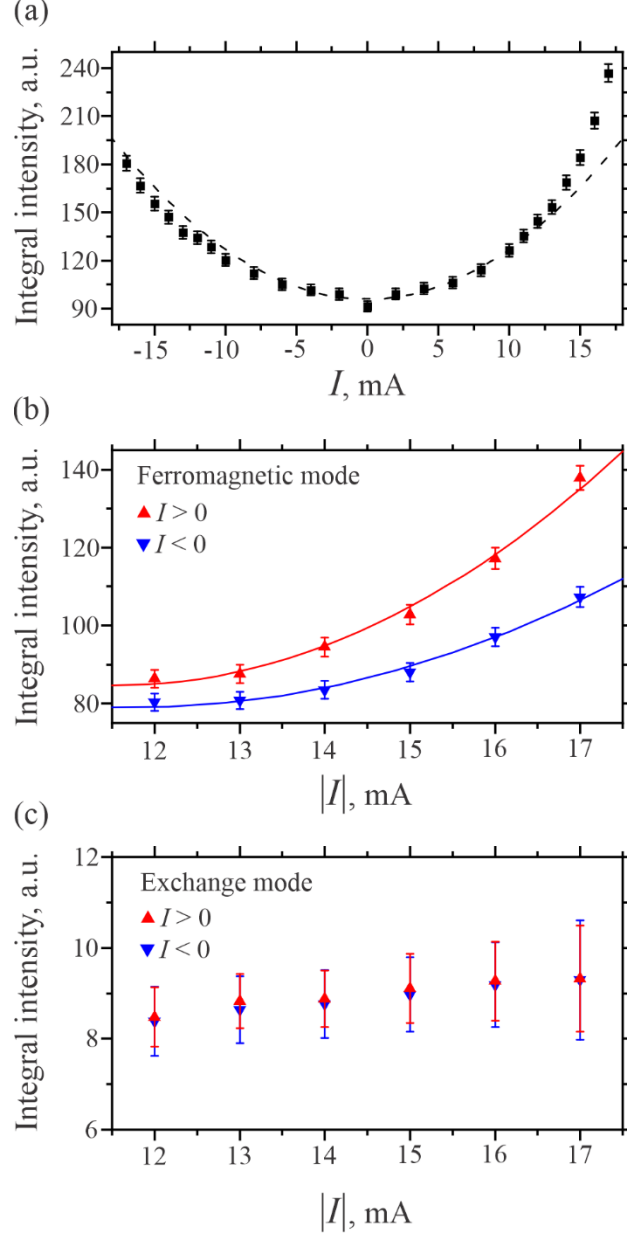 (a)
Integral intensity, a.u.
240
210
180
150
120
90
-15 -10 -5 0 5 10 15
I, mA
(b)
Integral intensity, a.u.
140
120
100
80
Ferromagnetic mode
I > 0
I < 0
12 13 14 15 16 17
|I|, mA
(c)
Integral intensity, a.u.
12
10
8
6
Exchange mode
I > 0
I < 0
12 13 14 15 16 17
|I|, mA